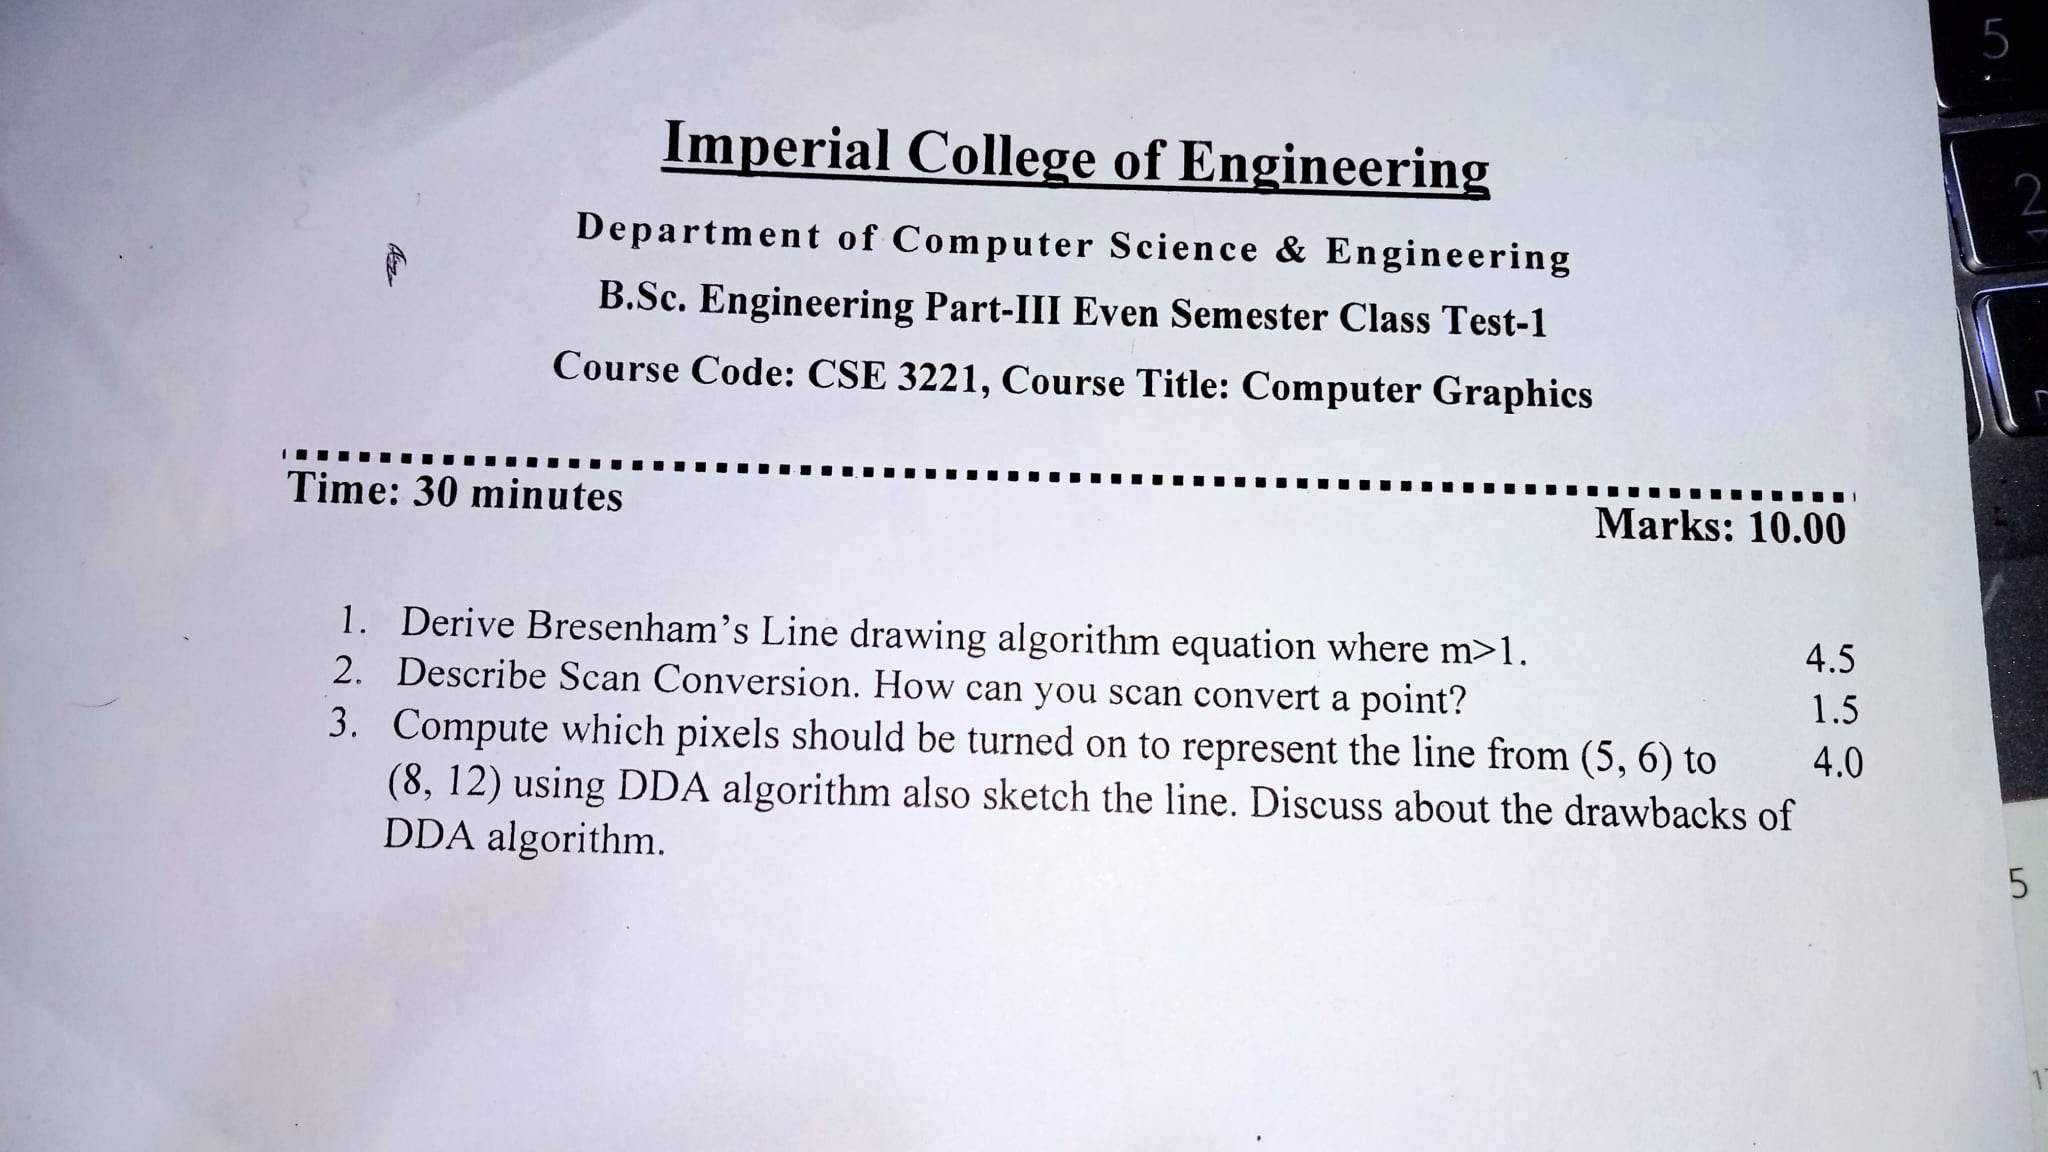 Imperial College of Engineering
Department of Computer Science & Engineering
B.Sc. Engineering Part-III Even Semester Class Test-1
Course Code: CSE 3221, Course Title: Computer Graphics
Time: 30 minutes
Marks: 10.00
1. Derive Bresenham’s Line drawing algorithm equation where m>1. 4.5
2. Describe Scan Conversion. How can you scan convert a point? 1.5
3. Compute which pixels should be turned on to represent the line from (5, 6) to 4.0
(8, 12) using DDA algorithm also sketch the line. Discuss about the drawbacks of
DDA algorithm.
5
2
5